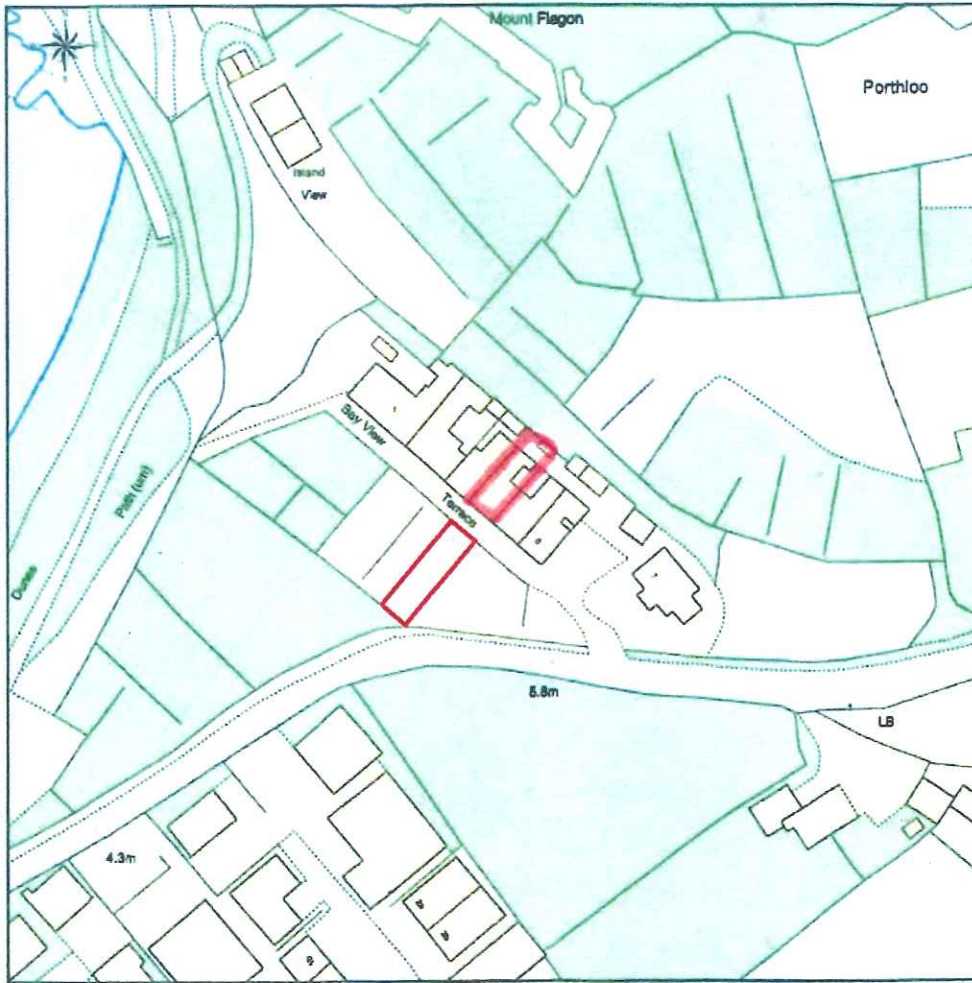 Mount Flagon
Porthloo
Island
View
Bay View
Terrace
Path (um)
Dunes
5.8m
LB
4.3m